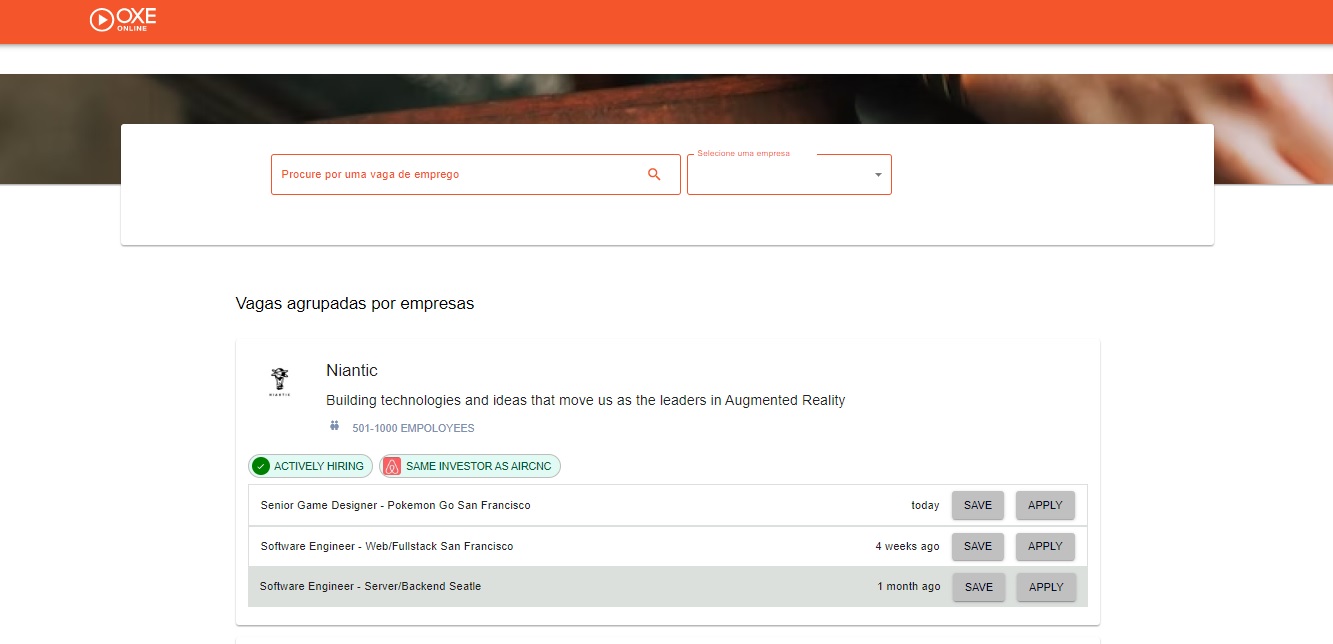 OXE
ONLINE
Selecione uma empresa
Procure por uma vaga de emprego
Vagas agrupadas por empresas
Niantic
NIANTIC
Building technologies and ideas that move us as the leaders in Augmented Reality
501-1000 EMPOLOYEES
ACTIVELY HIRING SAME INVESTOR AS AIRCNC
Senior Game Designer - Pokemon Go San Francisco today SAVE APPLY
Software Engineer - Web/Fullstack San Francisco 4 weeks ago SAVE APPLY
Software Engineer - Server/Backend Seatle 1 month ago SAVE APPLY